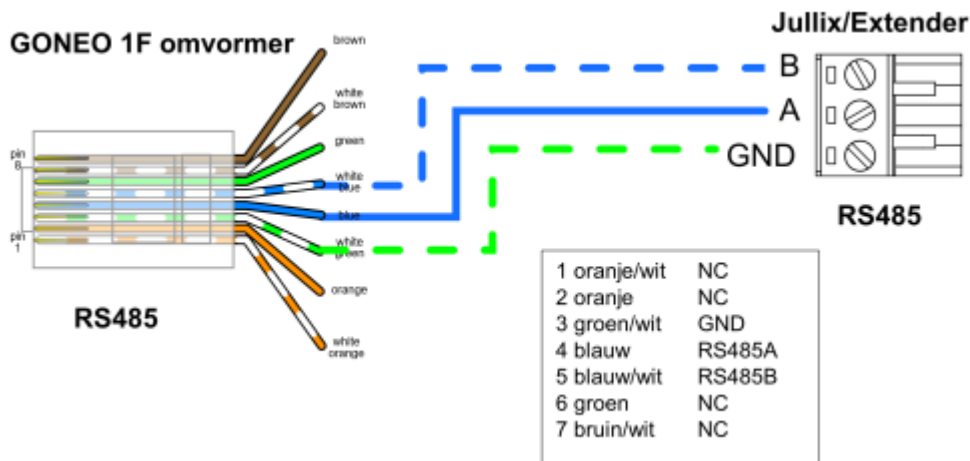 GONEO 1F omvormer
brown
white
brown
green
white
blue
blue
white
green
orange
white
orange
pin
8
pin
1
RS485
Jullix/Extender
B
A
GND
RS485
1 oranje/wit NC
2 oranje NC
3 groen/wit GND
4 blauw RS485A
5 blauw/wit RS485B
6 groen NC
7 bruin/wit NC